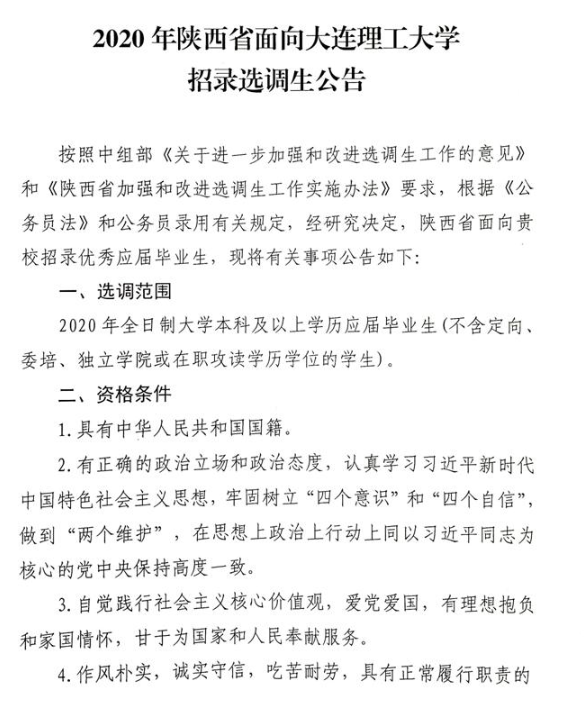 2020 年陕西省面向大连理工大学
招录选调生公告
按照中组部《关于进一步加强和改进选调生工作的意见》
和《陕西省加强和改进选调生工作实施办法》要求，根据《公
务员法》和公务员录用有关规定，经研究决定，陕西省面向贵
校招录优秀应届毕业生，现将有关事项公告如下：
一、选调范围
2020 年全日制大学本科及以上学历应届毕业生(不含定向、
委培、独立学院或在职攻读学历学位的学生)。
二、资格条件
1.具有中华人民共和国国籍。
2.有正确的政治立场和政治态度，认真学习习近平新时代
中国特色社会主义思想，牢固树立“四个意识”和“四个自信”，
做到“两个维护”，在思想上政治上行动上同以习近平同志为
核心的党中央保持高度一致。
3.自觉践行社会主义核心价值观，爱党爱国，有理想抱负
和家国情怀，甘于为国家和人民奉献服务。
4.作风朴实，诚实守信，吃苦耐劳，具有正常履行职责的